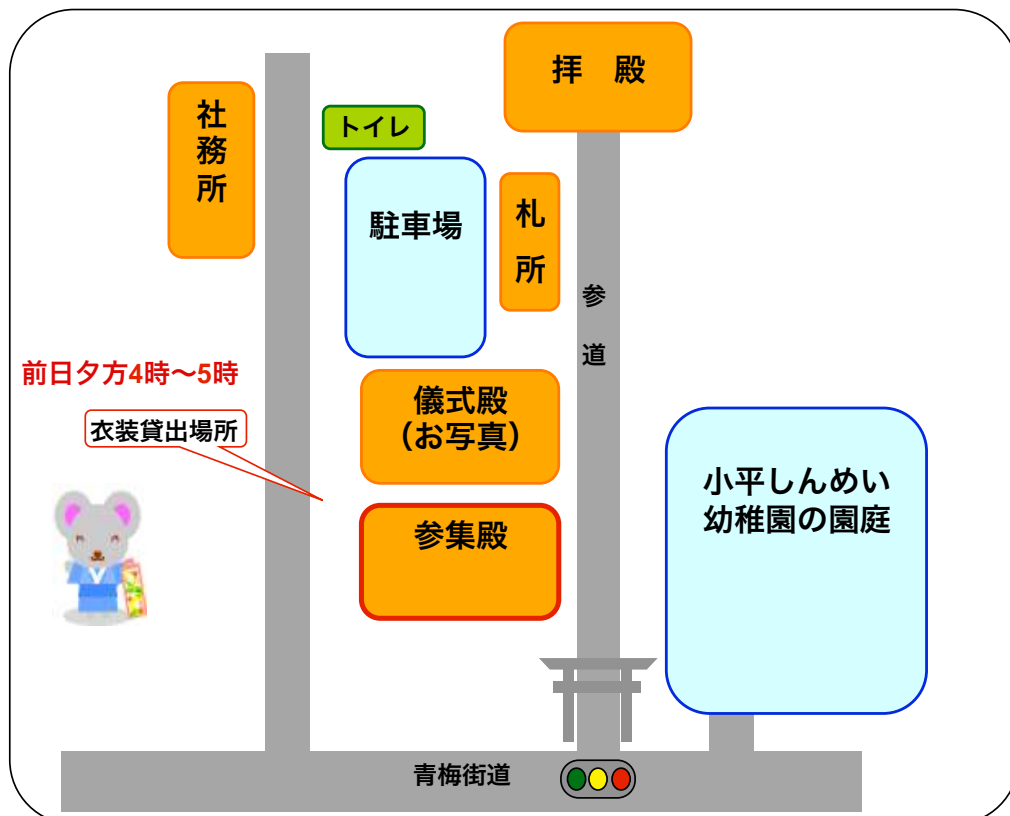 拝　殿
社務所
トイレ
駐車場
札所
参道
前日夕方4時〜5時
衣装貸出場所
儀式殿
（お写真）
参集殿
小平しんめい
幼稚園の園庭
青梅街道